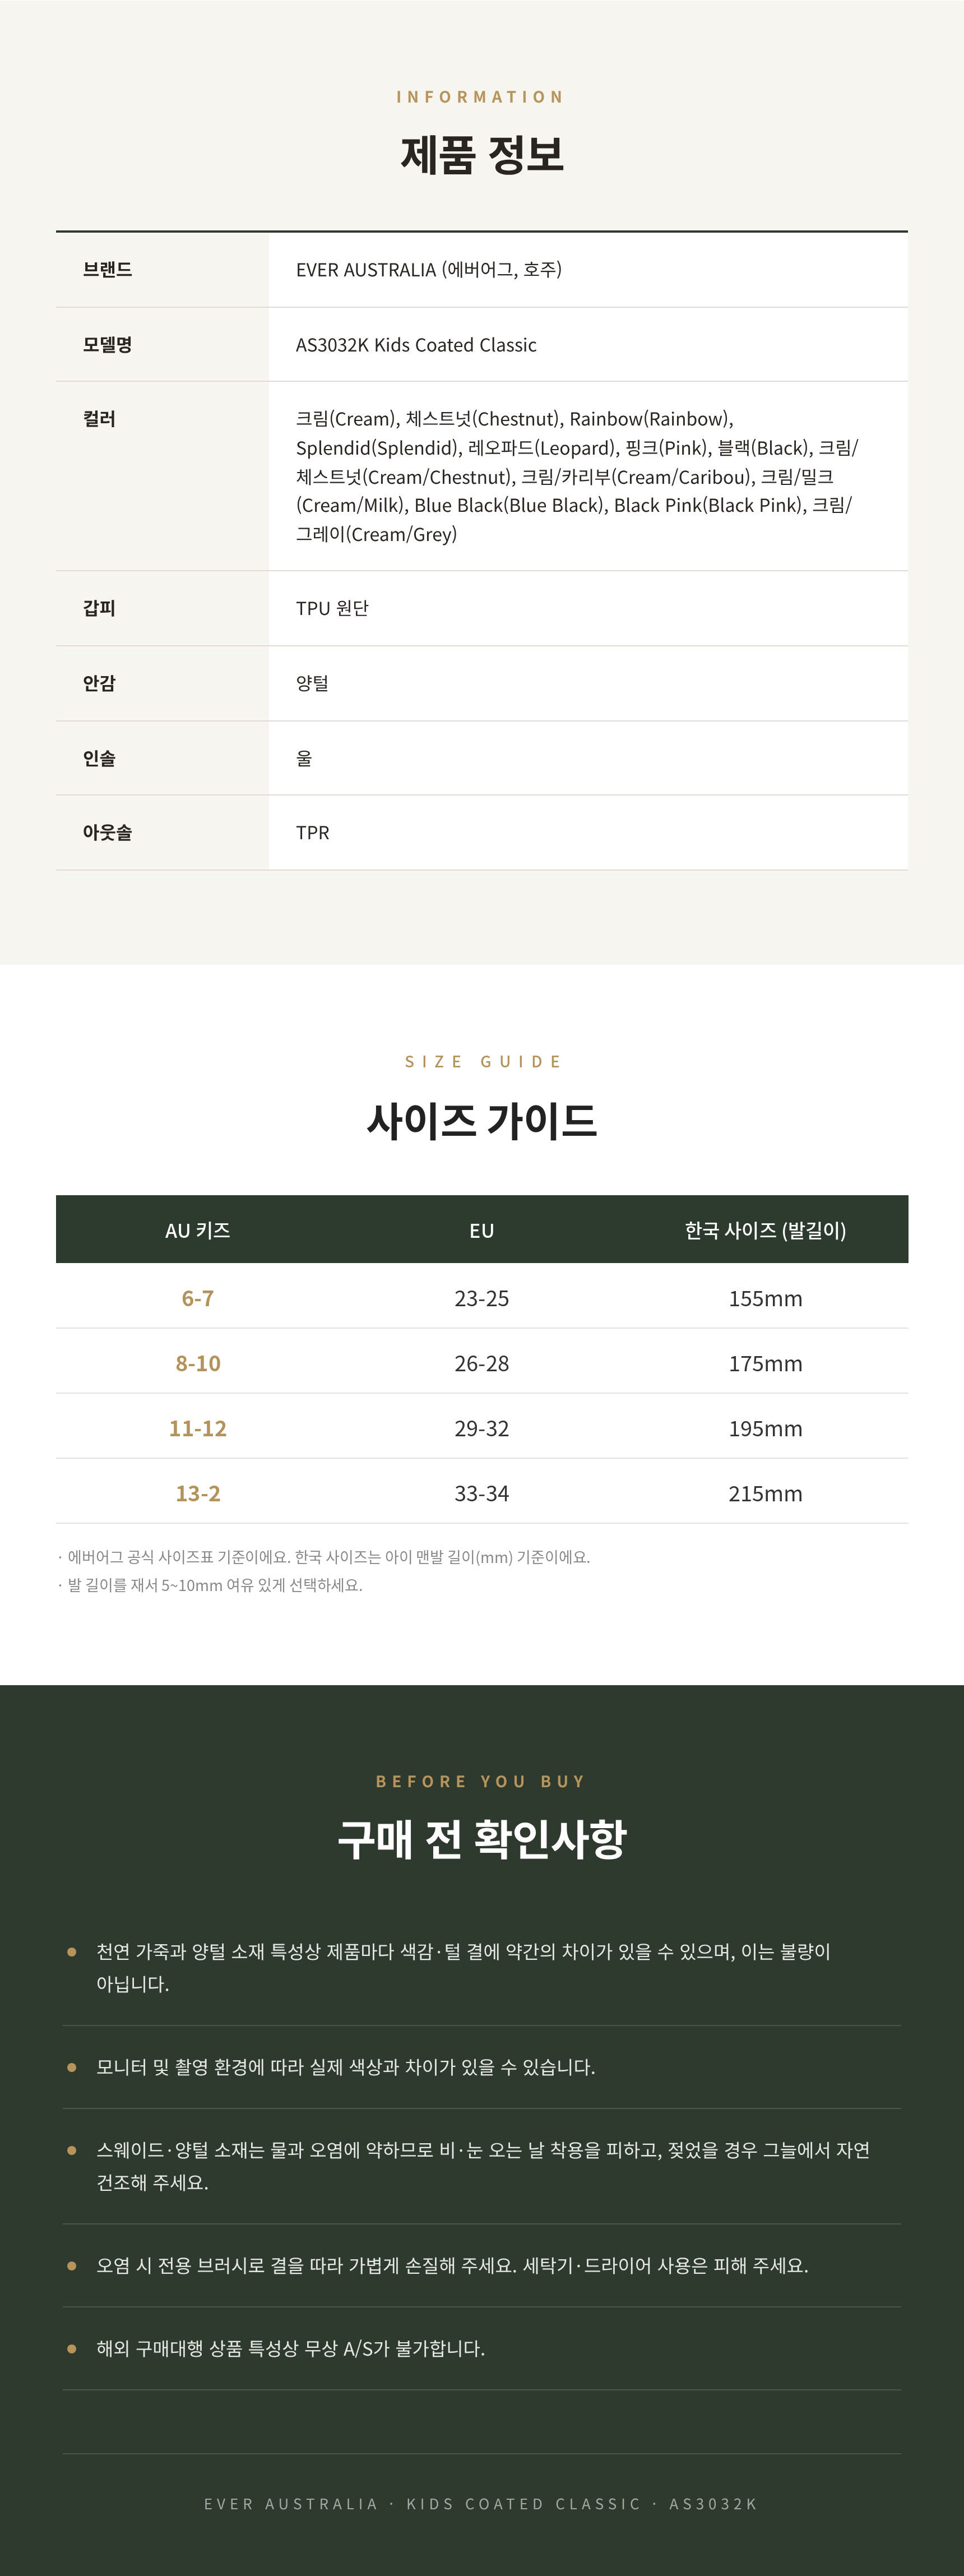 INFORMATION
제품 정보
브랜드
EVER AUSTRALIA (에버어그, 호주)
모델명
AS3032K Kids Coated Classic
컬러
크림(Cream), 체스트넛(Chestnut), Rainbow(Rainbow),
Splendid(Splendid), 레오파드(Leopard), 핑크(Pink), 블랙(Black), 크림/
체스트넛(Cream/Chestnut), 크림/카리부(Cream/Caribou), 크림/밀크
(Cream/Milk), Blue Black(Blue Black), Black Pink(Black Pink), 크림/
그레이(Cream/Grey)
갑피
TPU 원단
안감
양털
인솔
울
아웃솔
TPR
SIZE GUIDE
사이즈 가이드
AU 키즈 EU 한국 사이즈 (발길이)
6-7 23-25 155mm
8-10 26-28 175mm
11-12 29-32 195mm
13-2 33-34 215mm
· 에버어그 공식 사이즈표 기준이에요. 한국 사이즈는 아이 맨발 길이(mm) 기준이에요.
· 발 길이를 재서 5~10mm 여유 있게 선택하세요.
BEFORE YOU BUY
구매 전 확인사항
천연 가죽과 양털 소재 특성상 제품마다 색감·털 결에 약간의 차이가 있을 수 있으며, 이는 불량이
아닙니다.
모니터 및 촬영 환경에 따라 실제 색상과 차이가 있을 수 있습니다.
스웨이드·양털 소재는 물과 오염에 약하므로 비·눈 오는 날 착용을 피하고, 젖었을 경우 그늘에서 자연
건조해 주세요.
오염 시 전용 브러시로 결을 따라 가볍게 손질해 주세요. 세탁기·드라이어 사용은 피해 주세요.
해외 구매대행 상품 특성상 무상 A/S가 불가합니다.
EVER AUSTRALIA · KIDS COATED CLASSIC · AS3032K